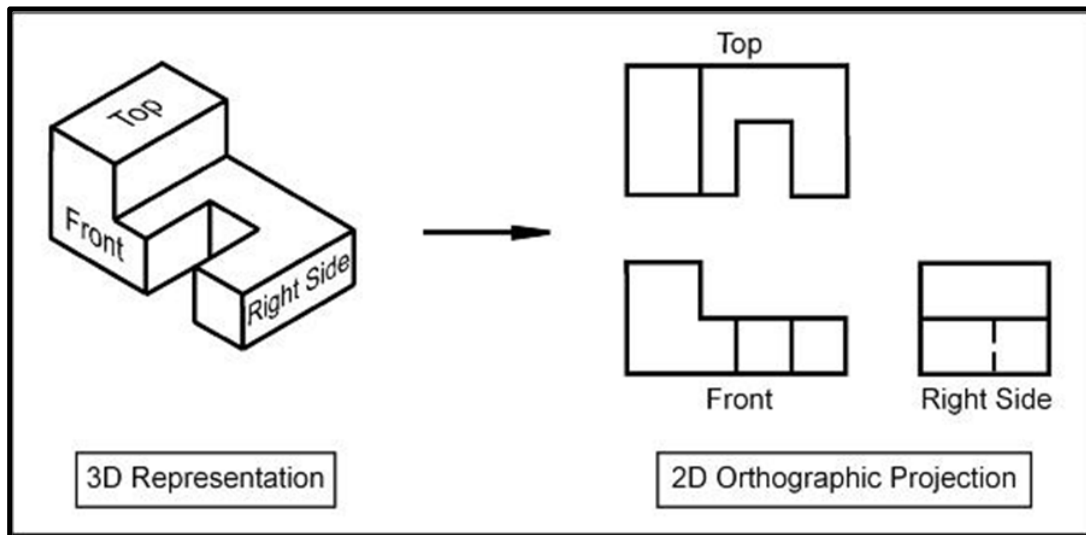 Top
Front
Right Side
3D Representation
Top
Front
Right Side
2D Orthographic Projection